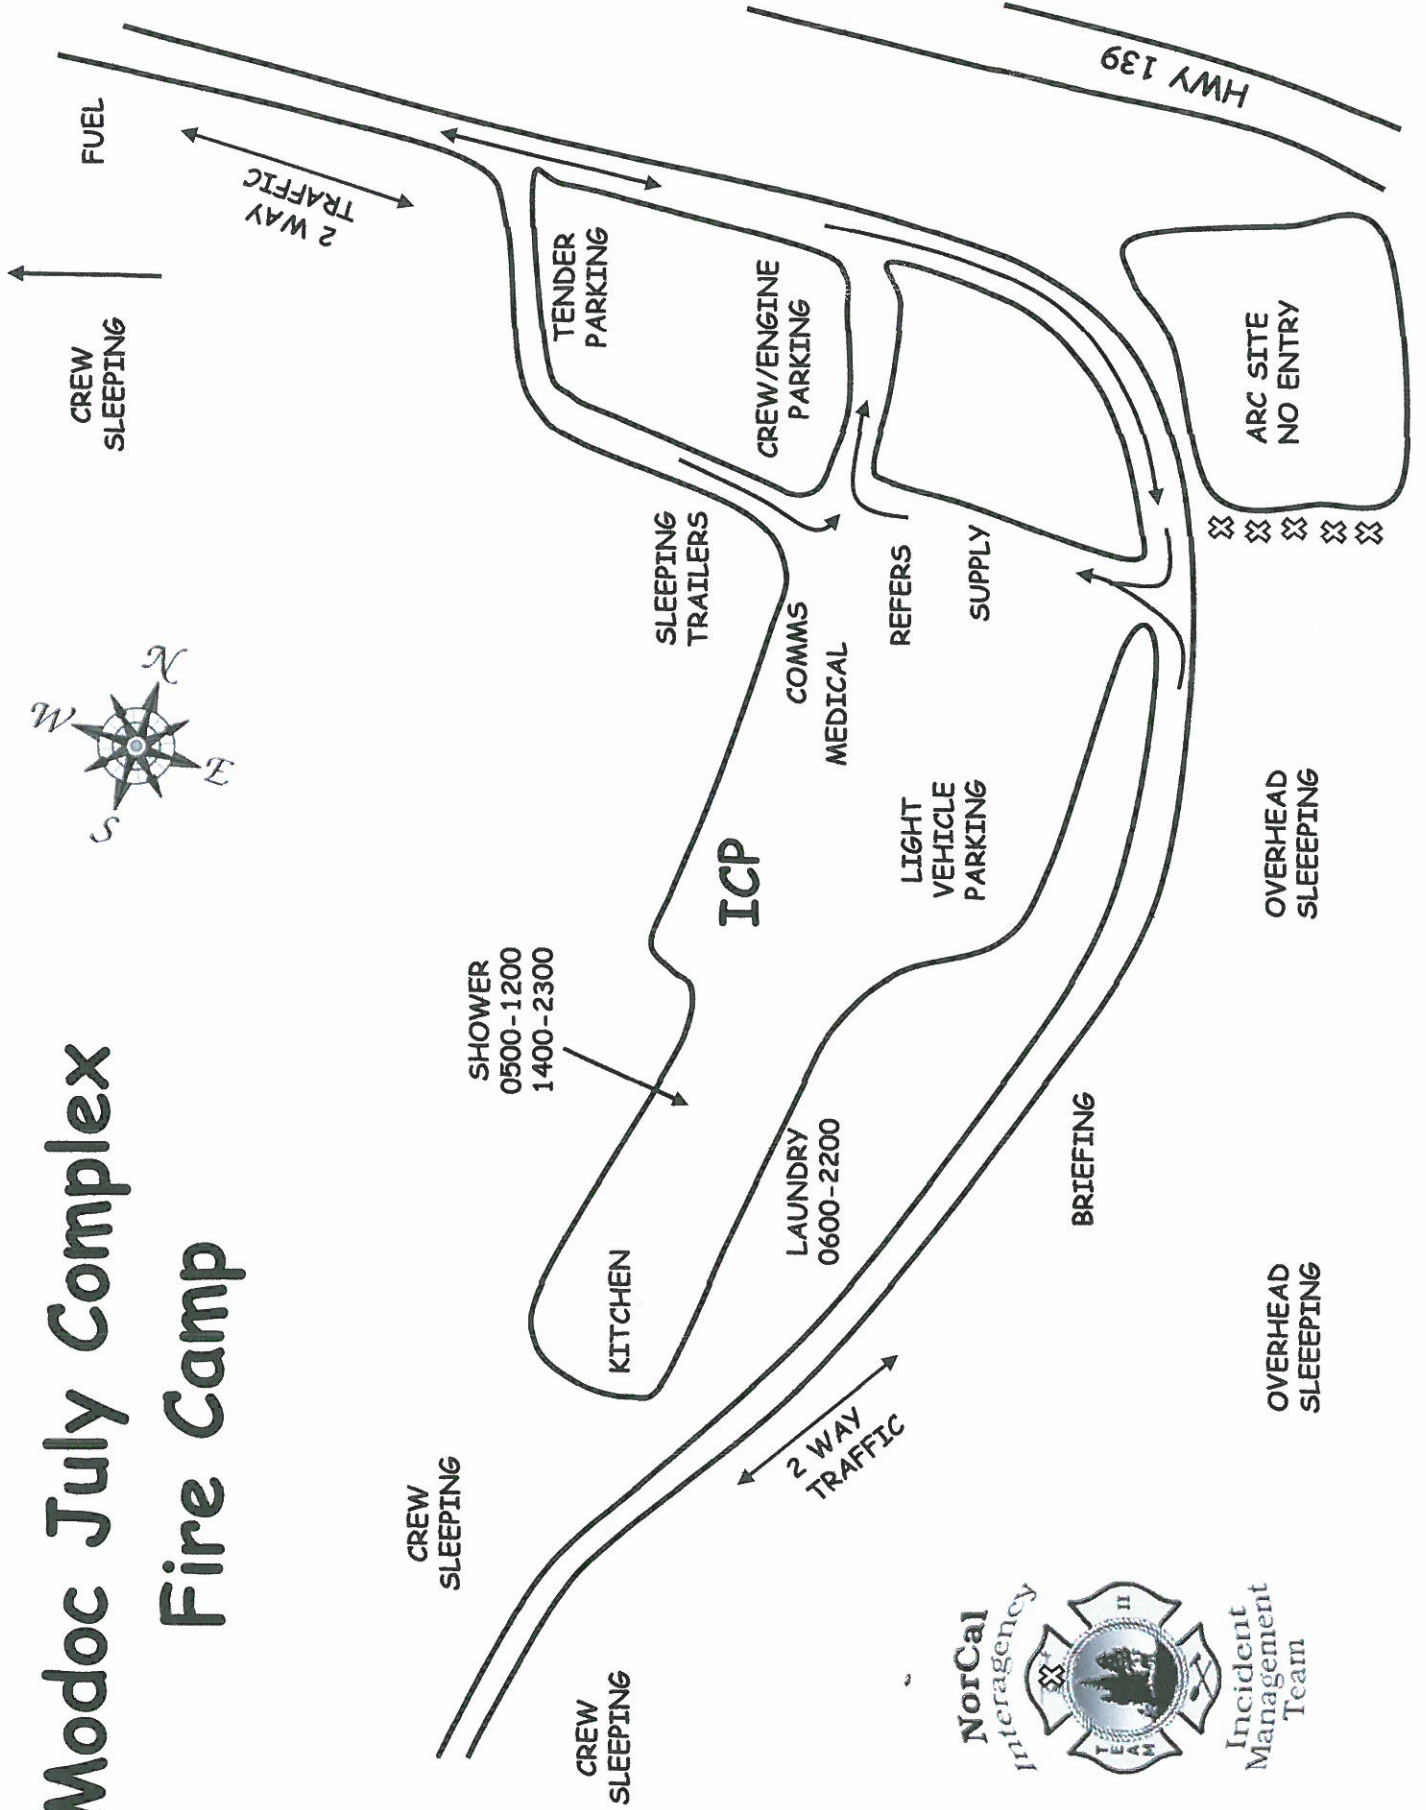 Modoc July Complex
Fire Camp
CREW
SLEEPING
FUEL
2 WAY
TRAFFIC
HWY 139
W
N
S
E
TENDER
PARKING
CREW/ENGINE
PARKING
SLEEPING
TRAILERS
COMMS
MEDICAL
REFERS
SUPPLY
ARC SITE
NO ENTRY
SHOWER
0500-1200
1400-2300
ICP
LIGHT
VEHICLE
PARKING
OVERHEAD
SLEEEPING
KITCHEN
LAUNDRY
0600-2200
BRIEFING
CREW
SLEEPING
2 WAY
TRAFFIC
OVERHEAD
SLEEEPING
CREW
SLEEPING
NorCal
Interagency
TEAM
II
Incident
Management
Team